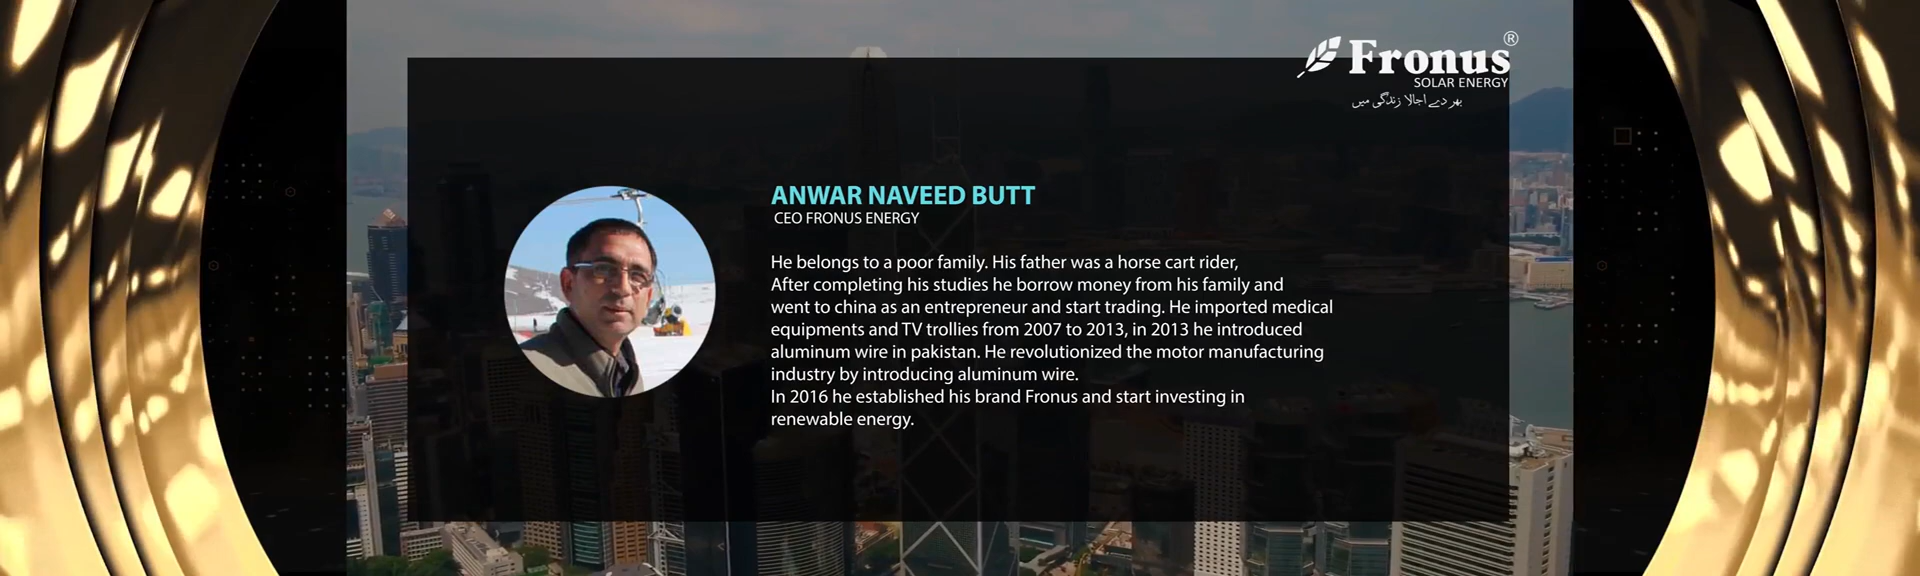 Fronus®
SOLAR ENERGY
بھر دے اجالا زندگی میں
ANWAR NAVEED BUTT
CEO FRONUS ENERGY
He belongs to a poor family. His father was a horse cart rider,
After completing his studies he borrow money from his family and
went to china as an entrepreneur and start trading. He imported medical
equipments and TV trollies from 2007 to 2013, in 2013 he introduced
aluminum wire in pakistan. He revolutionized the motor manufacturing
industry by introducing aluminum wire.
In 2016 he established his brand Fronus and start investing in
renewable energy.